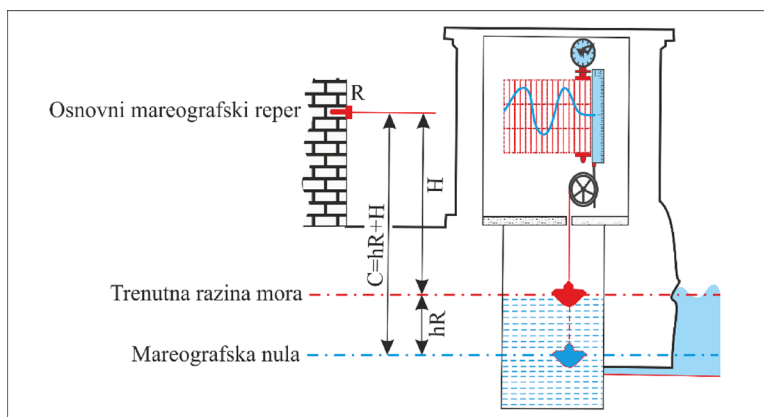 R
Osnovni mareografski reper
H
C=hR+H
Trenutna razina mora
hR
Mareografska nula